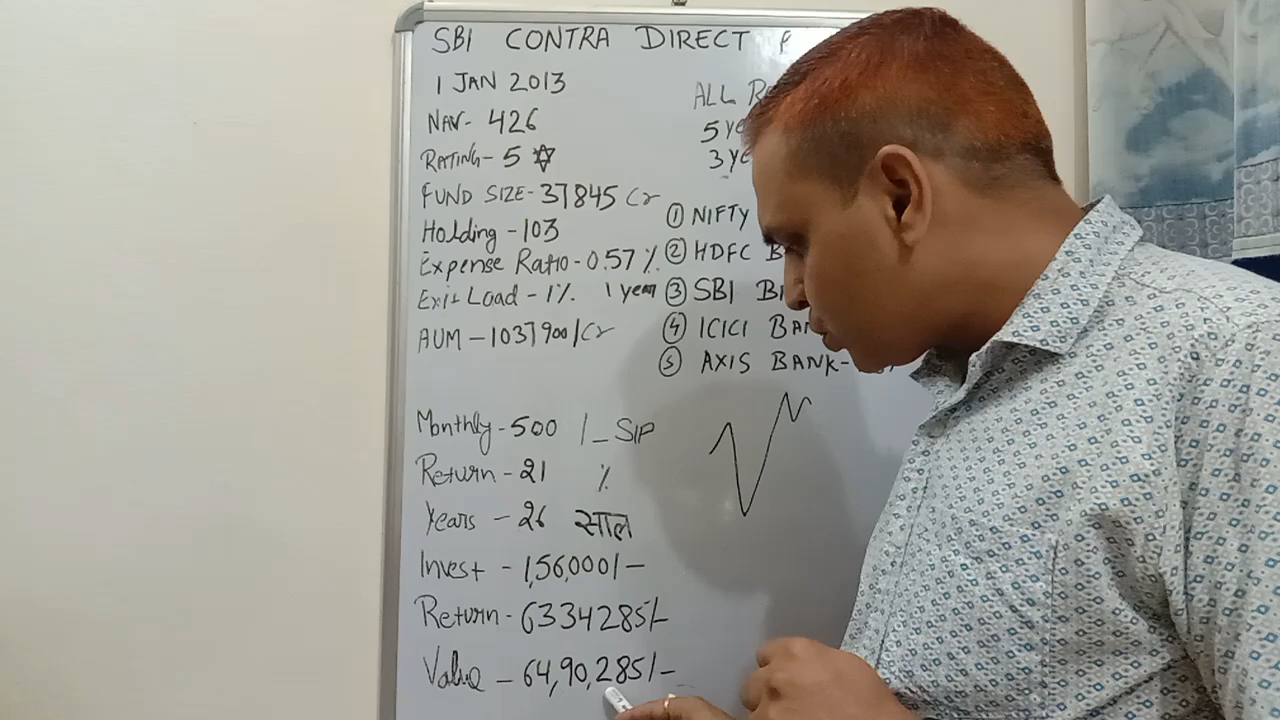 SBI CONTRA DIRECT
1 JAN 2013
NAV- 426
RATING- 5 ✡
FUND SIZE- 37845 Cr
Holding - 103
Expense Ratio - 0.57 %.
Exit Load - 1%. 1 year
AUM - 1037900/Cr
ALL
5
3
① NIFTY
② HDFC
③ SBI
④ ICICI
⑤ AXIS BANK-
Monthly - 500 /- SIP
Return - 21 %
Years - 26 साल
Invest - 1,56,000/-
Return - 6334285/-
Value - 64,90,285/-